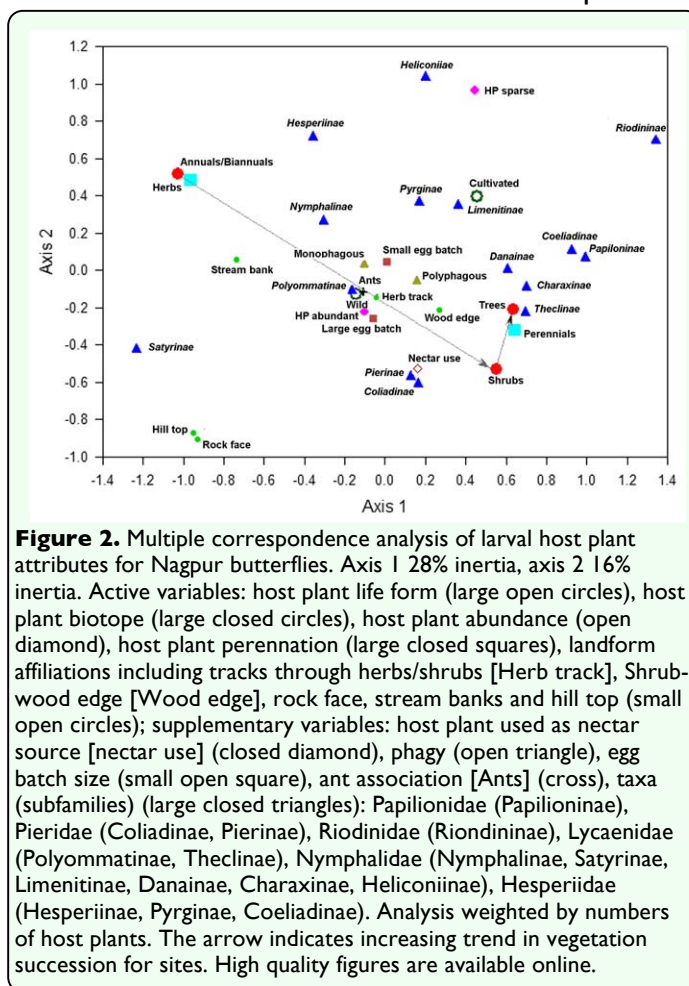 1.2
1.0
0.8
0.6
0.4
0.2
0.0
-0.2
-0.4
-0.6
-0.8
-1.0
Axis 2
Heliconiiae
HP sparse
Hesperiinae
Riodininae
Annuals/Biannuals
Herbs
Pyrginae
Cultivated
Limenitinae
Nymphalinae
Coeliadinae
Papiloninae
Monophagous
Small egg batch
Danainae
Stream bank
Ants
Polyphagous
Charaxinae
Polyommatinae
Wild
Herb track
Trees
Theclinae
HP abundant
Wood edge
Large egg batch
Perennials
Satyrinae
Nectar use
Pierinae
Shrubs
Coliadinae
Hill top
Rock face
-1.4 -1.2 -1.0 -0.8 -0.6 -0.4 -0.2 0.0 0.2 0.4 0.6 0.8 1.0 1.2 1.4
Axis 1
Figure 2. Multiple correspondence analysis of larval host plant
attributes for Nagpur butterflies. Axis 1 28% inertia, axis 2 16%
inertia. Active variables: host plant life form (large open circles), host
plant biotope (large closed circles), host plant abundance (open
diamond), host plant perennation (large closed squares), landform
affiliations including tracks through herbs/shrubs [Herb track], Shrub-
wood edge [Wood edge], rock face, stream banks and hill top (small
open circles); supplementary variables: host plant used as nectar
source [nectar use] (closed diamond), phagy (open triangle), egg
batch size (small open square), ant association [Ants] (cross), taxa
(subfamilies) (large closed triangles): Papilionidae (Papilioninae),
Pieridae (Coliadinae, Pierinae), Riodinidae (Riondininae), Lycaenidae
(Polyommatinae, Theclinae), Nymphalidae (Nymphalinae, Satyrinae,
Limenitinae, Danainae, Charaxinae, Heliconiinae), Hesperiidae
(Hesperiinae, Pyrginae, Coeliadinae). Analysis weighted by numbers
of host plants. The arrow indicates increasing trend in vegetation
succession for sites. High quality figures are available online.